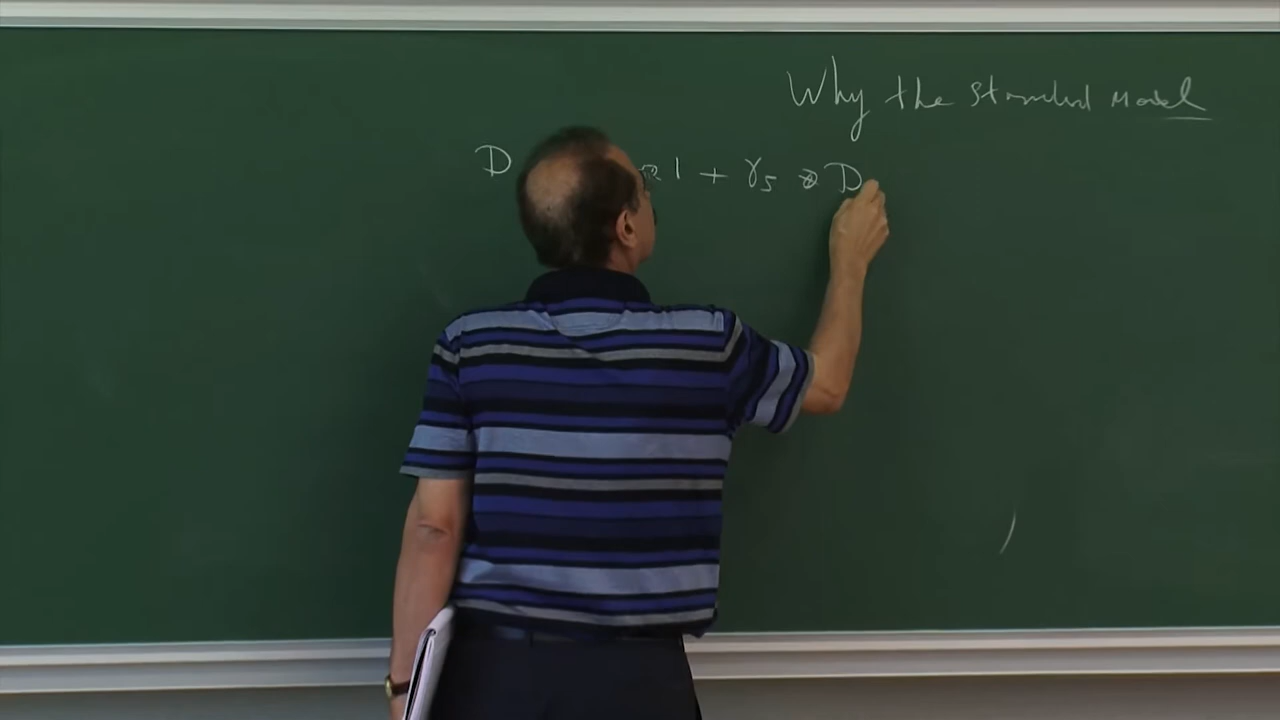 Why the Standard Model
D ⊗ 1 + γ₅ ⊗ D